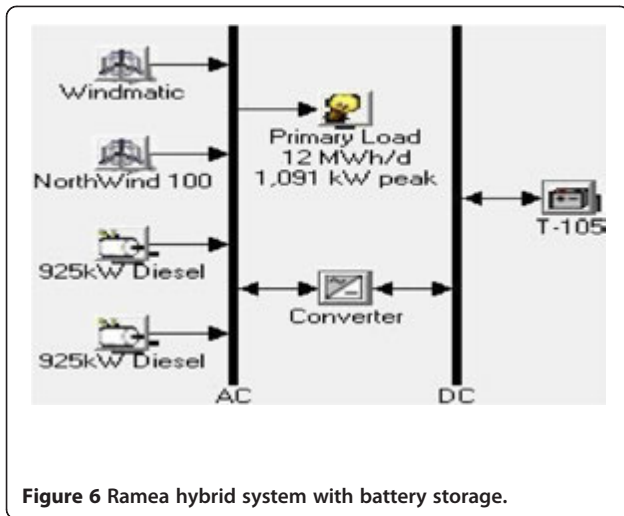 Windmatic
NorthWind 100
925kW Diesel
925kW Diesel
Primary Load
12 MWh/d
1,091 kW peak
Converter
T-105
AC
DC
Figure 6 Ramea hybrid system with battery storage.